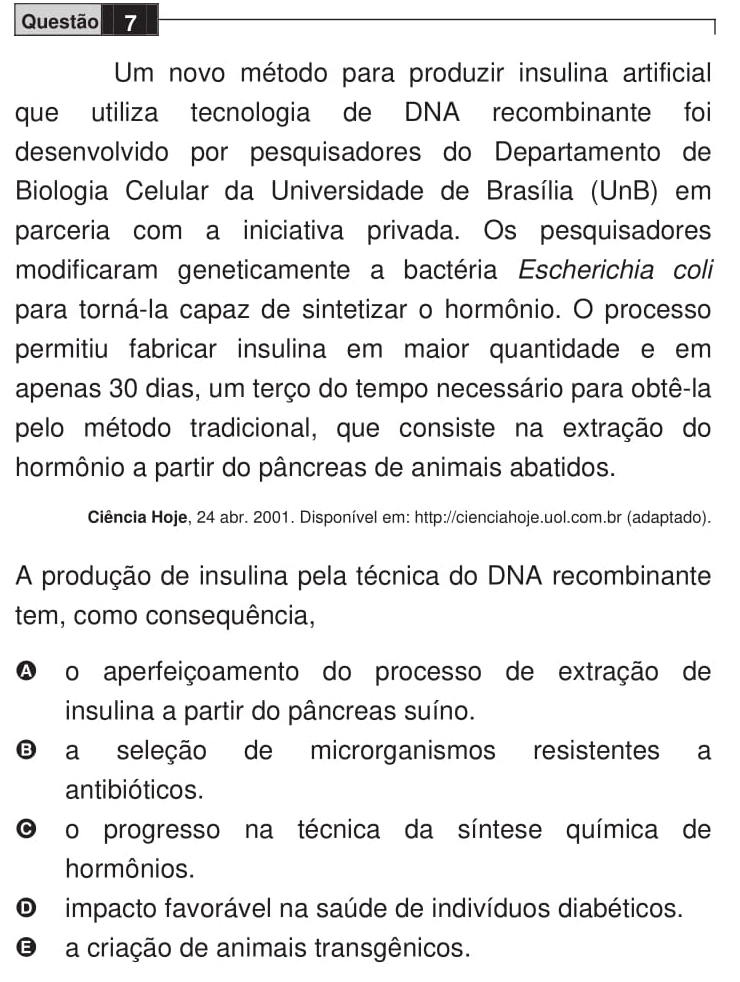 Questão 7
Um novo método para produzir insulina artificial
que utiliza tecnologia de DNA recombinante foi
desenvolvido por pesquisadores do Departamento de
Biologia Celular da Universidade de Brasília (UnB) em
parceria com a iniciativa privada. Os pesquisadores
modificaram geneticamente a bactéria Escherichia coli
para torná-la capaz de sintetizar o hormônio. O processo
permitiu fabricar insulina em maior quantidade e em
apenas 30 dias, um terço do tempo necessário para obtê-la
pelo método tradicional, que consiste na extração do
hormônio a partir do pâncreas de animais abatidos.
Ciência Hoje, 24 abr. 2001. Disponível em: http://cienciahoje.uol.com.br (adaptado).
A produção de insulina pela técnica do DNA recombinante
tem, como consequência,
A o aperfeiçoamento do processo de extração de
insulina a partir do pâncreas suíno.
B a seleção de microrganismos resistentes a
antibióticos.
C o progresso na técnica da síntese química de
hormônios.
D impacto favorável na saúde de indivíduos diabéticos.
E a criação de animais transgênicos.